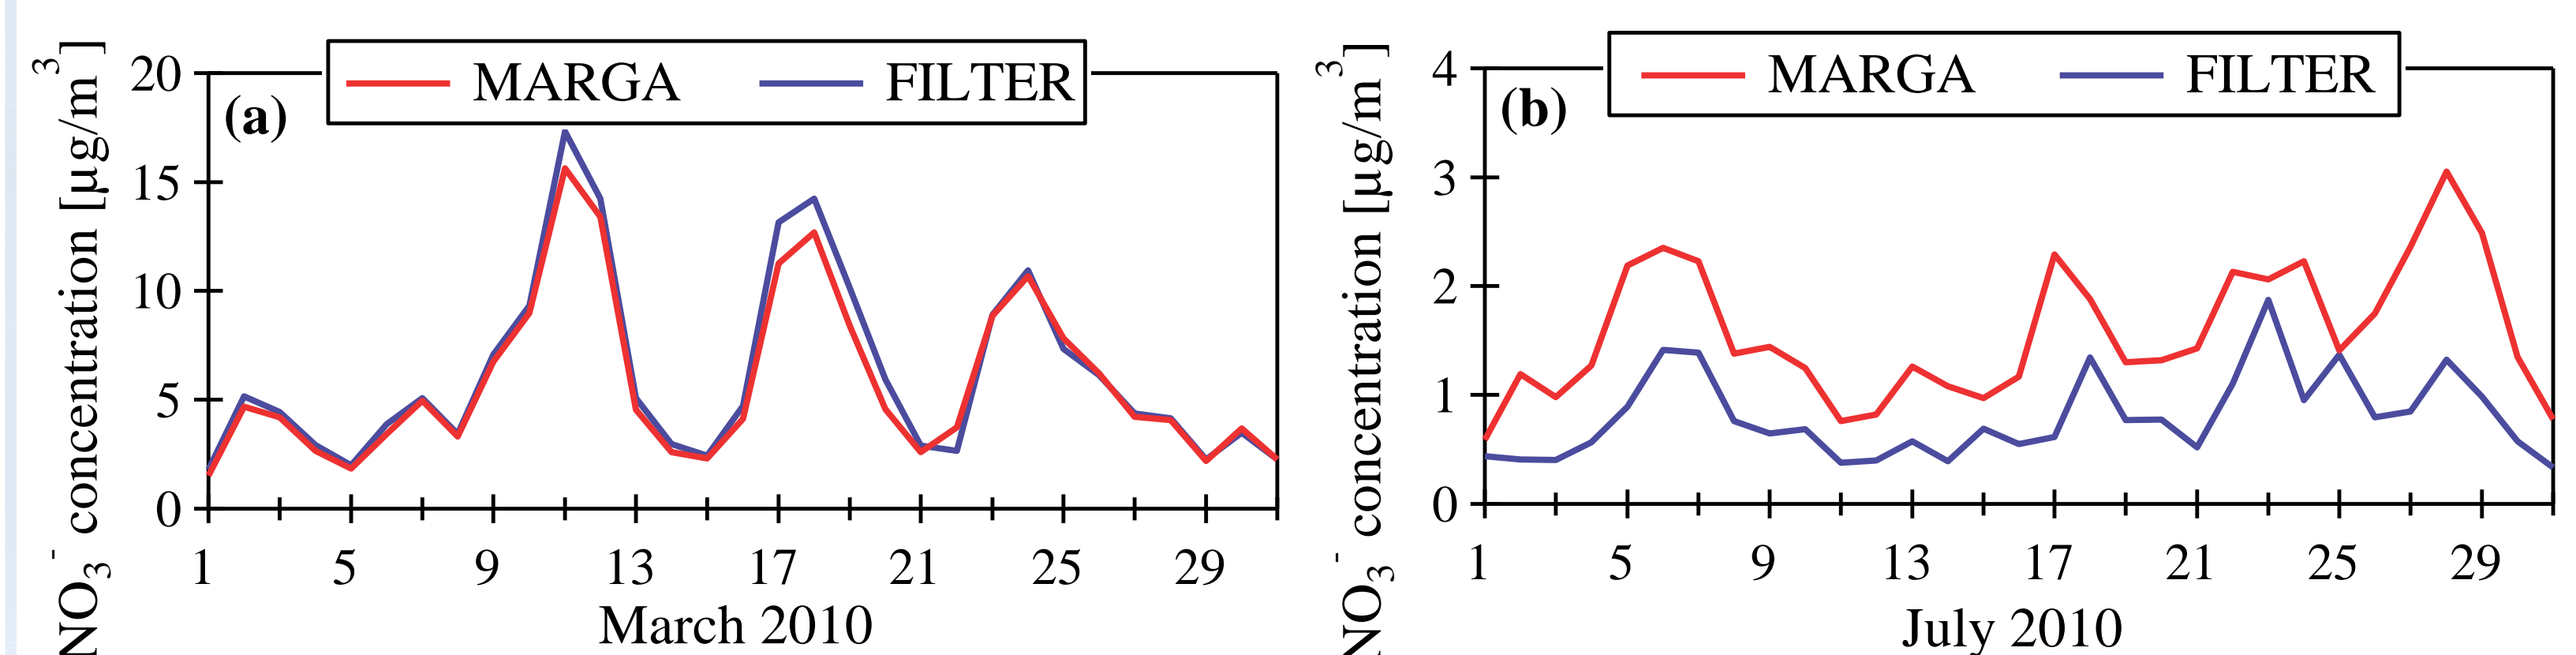 MARGA FILTER
(a)
NO₃⁻ concentration [µg/m³]
20
15
10
5
0
1 5 9 13 17 21 25 29
March 2010
MARGA FILTER
(b)
NO₃⁻ concentration [µg/m³]
4
3
2
1
0
1 5 9 13 17 21 25 29
July 2010